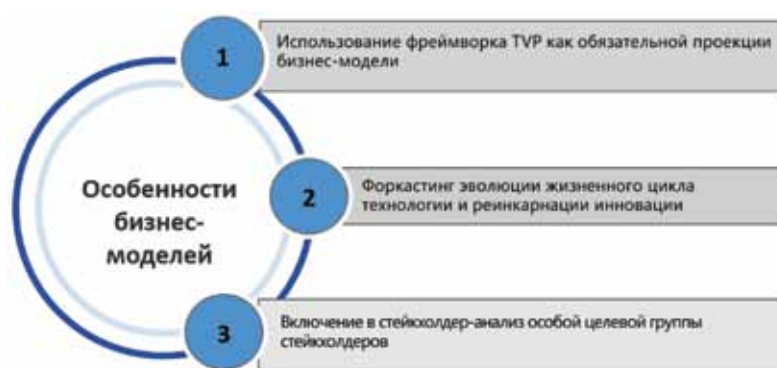 1
Использование фреймворка TVP как обязательной проекции
бизнес-модели
Особенности
бизнес-
моделей
2
Форкастинг эволюции жизненного цикла
технологии и реинкарнации инновации
3
Включение в стейкхолдер-анализ особой целевой группы
стейкхолдеров